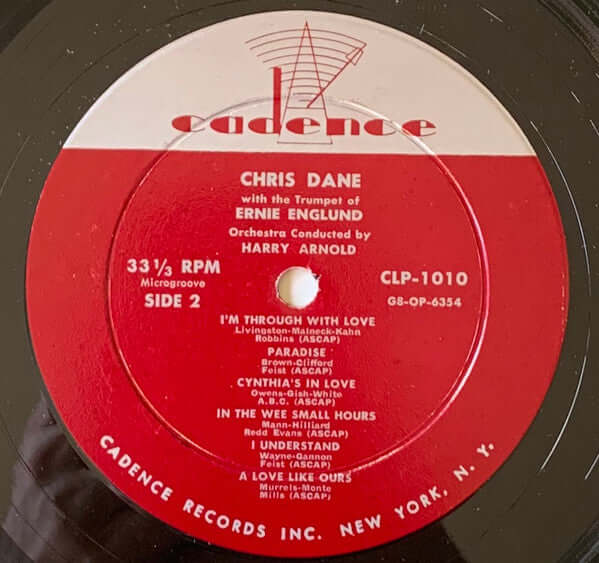 cadence
CHRIS DANE
with the Trumpet of
ERNIE ENGLUND
Orchestra Conducted by
HARRY ARNOLD
33 1/3 RPM
Microgroove
SIDE 2
CLP-1010
G8-OP-6354
I'M THROUGH WITH LOVE
Livingston-Malneck-Kahn
Robbins (ASCAP)
PARADISE
Brown-Clifford
Feist (ASCAP)
CYNTHIA'S IN LOVE
Owens-Gish-White
A.B.C. (ASCAP)
IN THE WEE SMALL HOURS
Mann-Hilliard
Redd Evans (ASCAP)
I UNDERSTAND
Wayne-Gannon
Feist (ASCAP)
A LOVE LIKE OURS
Murrels-Monte
Mills (ASCAP)
CADENCE RECORDS INC. NEW YORK, N. Y.